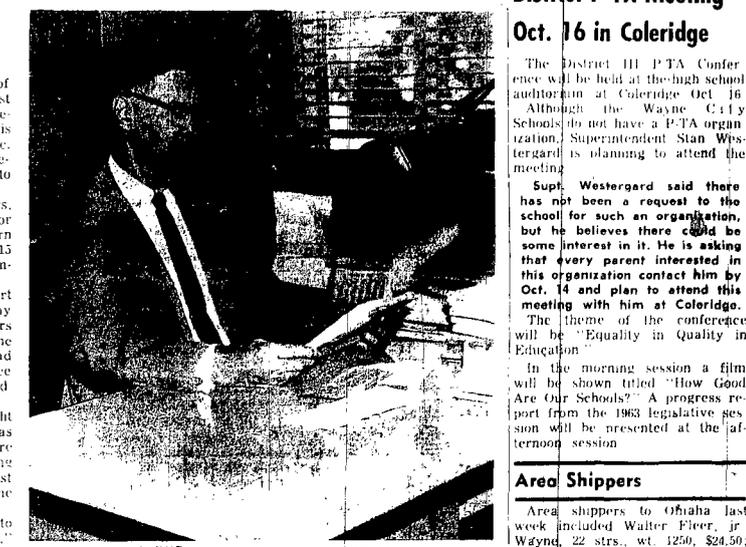 Oct. 16 in Coleridge
The District III P-TA Confer
ence will be held at the high school
auditorium at Coleridge Oct 16
Although the Wayne City
Schools do not have a P-TA organ
ization, Superintendent Stan Wes-
tergard is planning to attend the
meeting
Supt. Westergard said there
has not been a request to the
school for such an organization,
but he believes there could be
some interest in it. He is asking
that every parent interested in
this organization contact him by
Oct. 14 and plan to attend this
meeting with him at Coleridge.
The theme of the conference
will be "Equality in Quality in
Education"
In the morning session a film
will be shown titled "How Good
Are Our Schools?" A progress re-
port from the 1963 legislative ses
sion will be presented at the af-
ternoon session
Area Shippers
Area shippers to Omaha last
week included Walter Fleer, jr
Wayne, 22 strs., wt. 1250, $24.50;